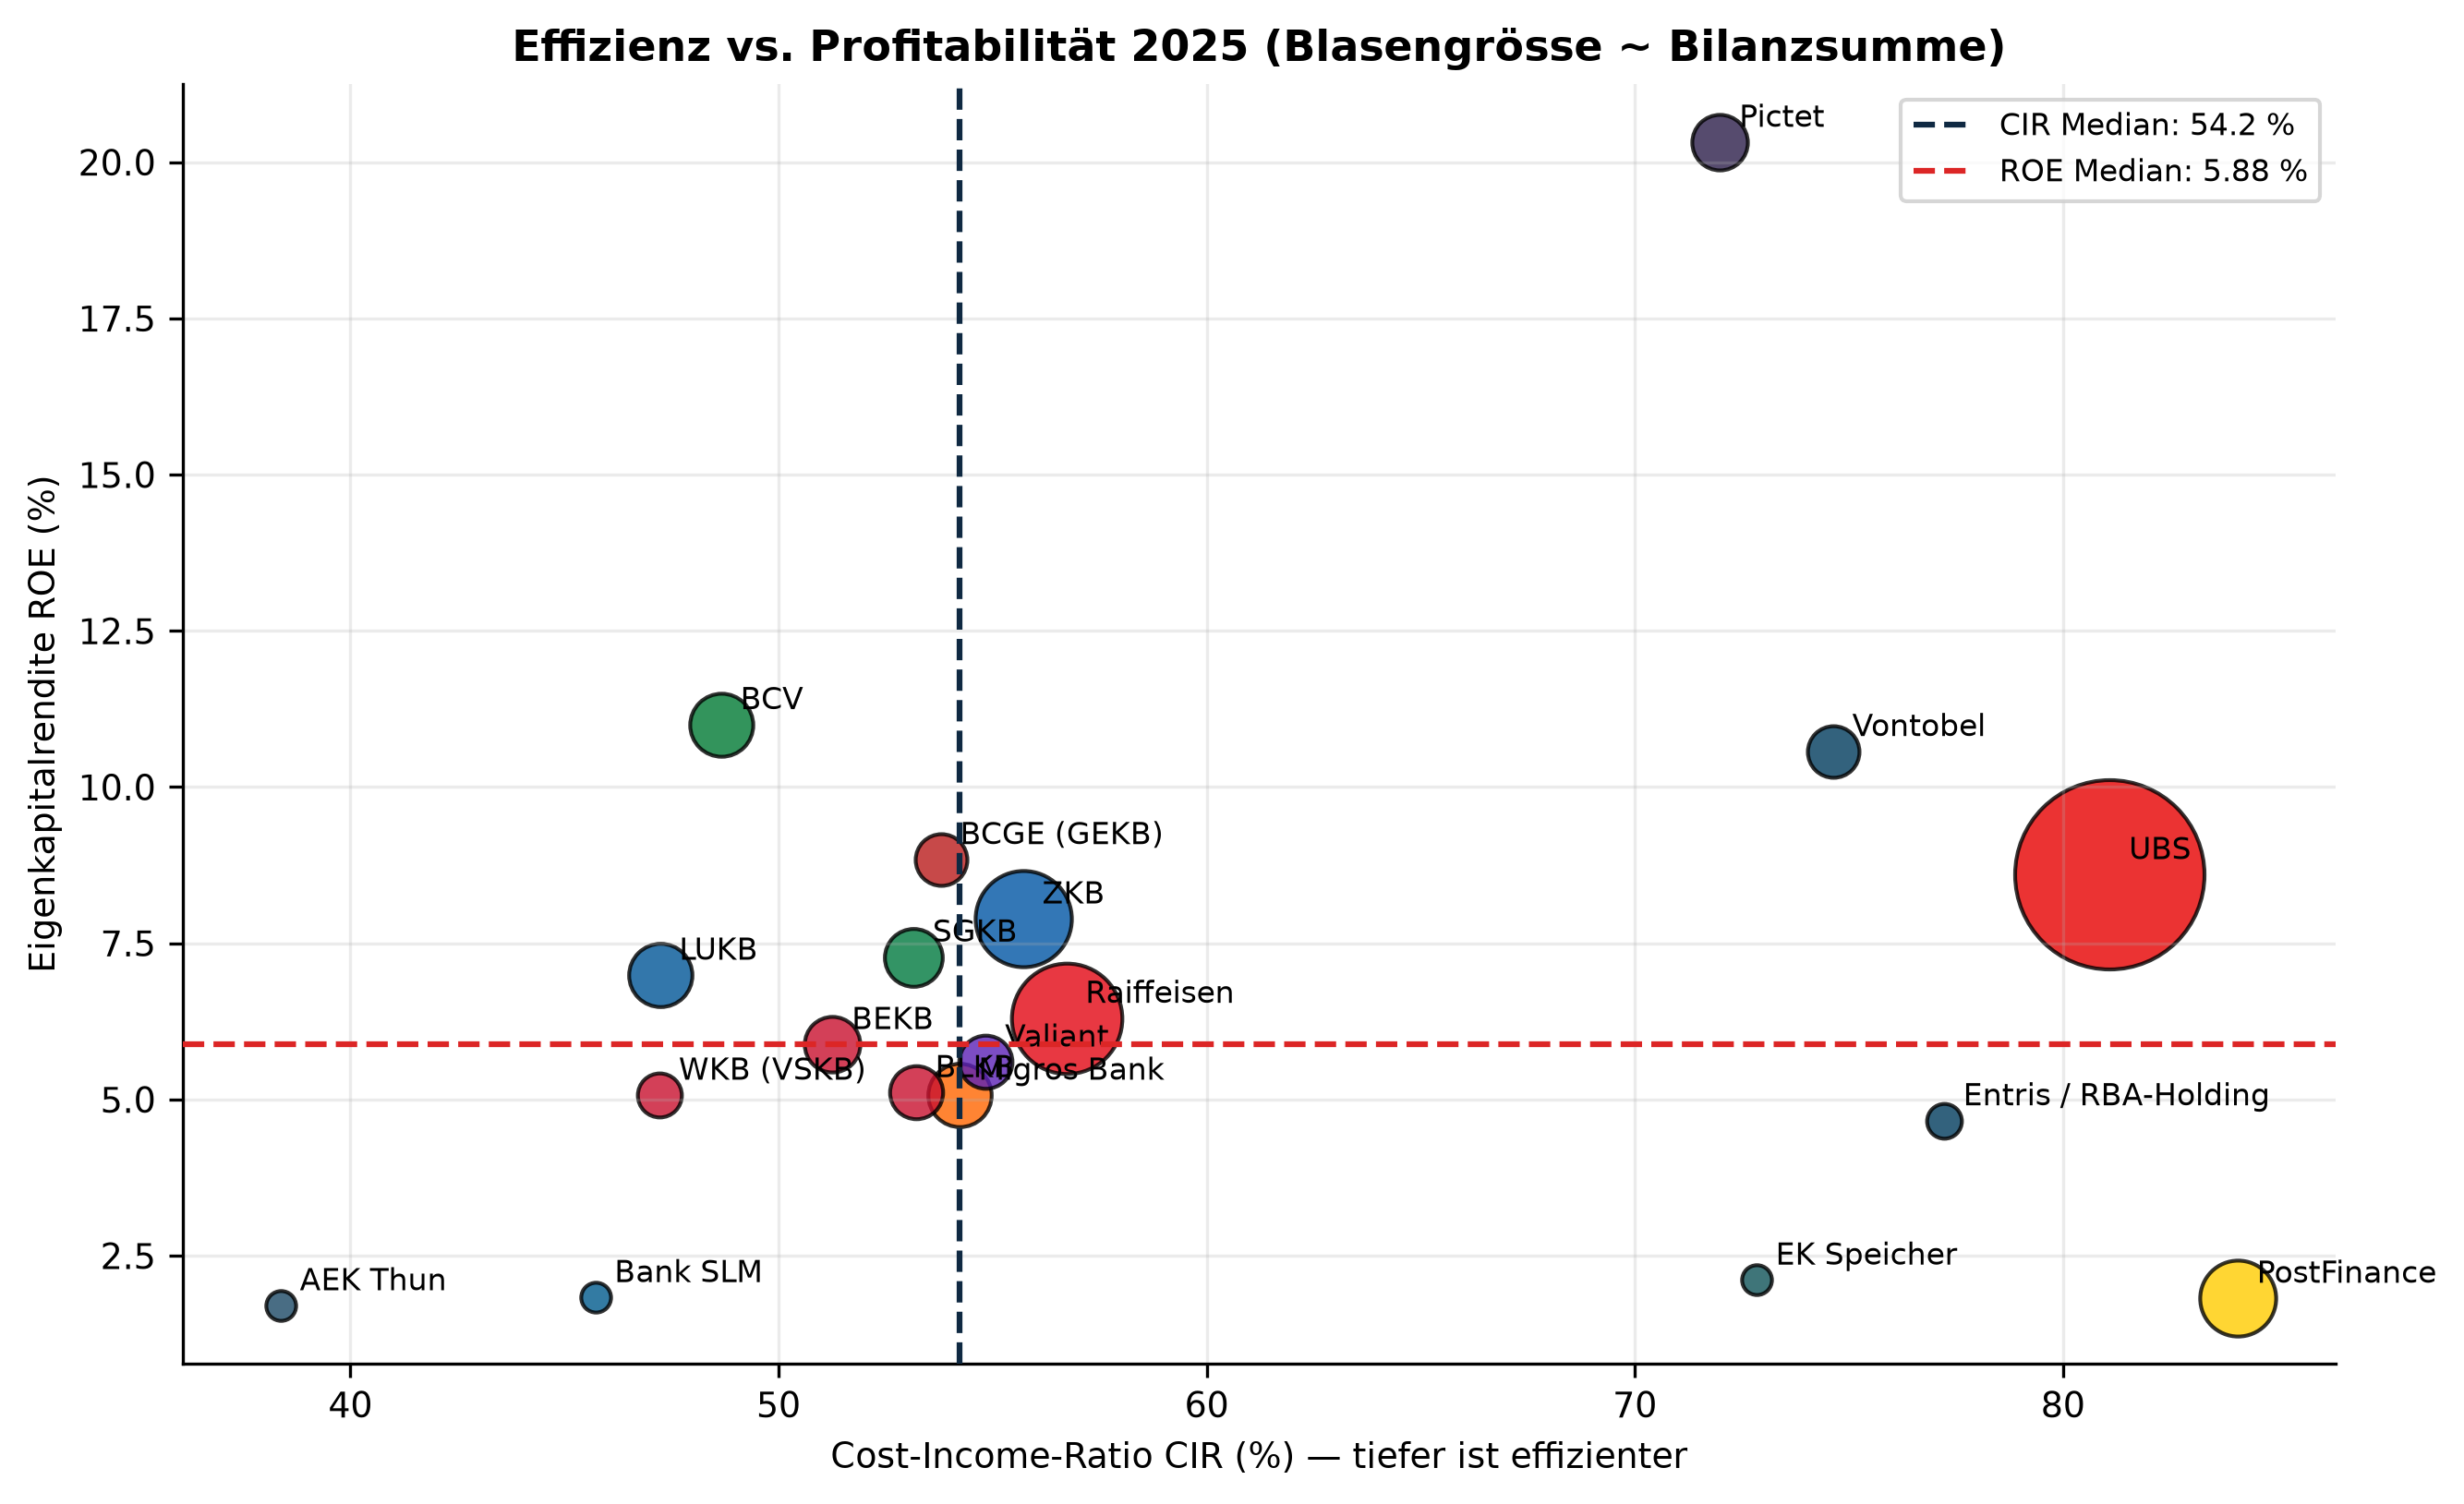 Effizienz vs. Profitabilität 2025 (Blasengrösse ~ Bilanzsumme)
Pictet
CIR Median: 54.2 %
ROE Median: 5.88 %
20.0
17.5
15.0
12.5
10.0
7.5
5.0
2.5
Eigenkapitalrendite ROE (%)
BCV
Vontobel
BCGE (GEKB)
UBS
ZKB
SGKB
LUKB
Raiffeisen
BEKB
Valiant
WKB (VSKB)
BLKB
Migros Bank
Entris / RBA-Holding
EK Speicher
Bank SLM
PostFinance
AEK Thun
40
50
60
70
80
Cost-Income-Ratio CIR (%) — tiefer ist effizienter